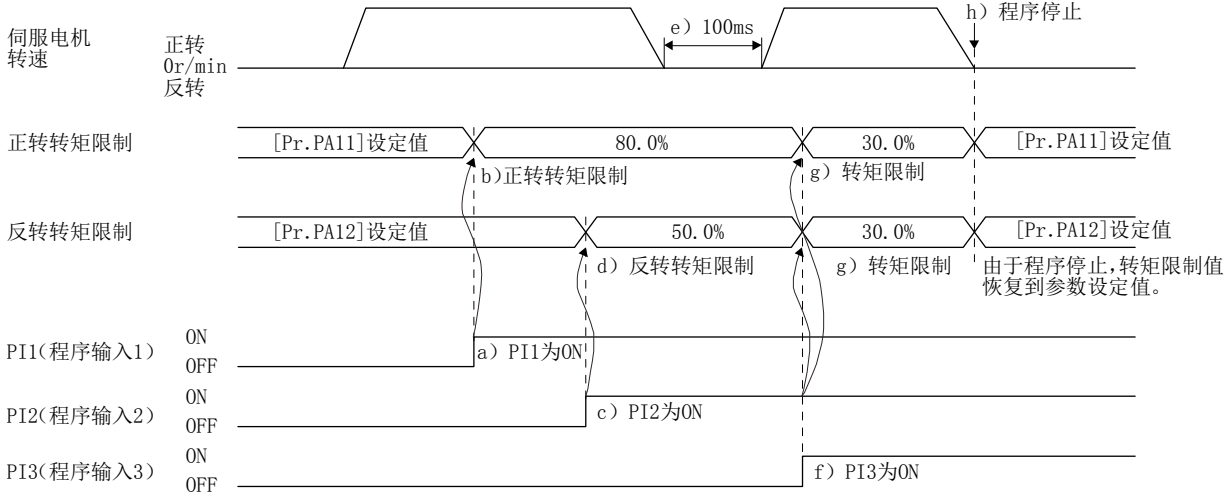 h) 程序停止
e) 100ms
伺服电机
转速
正转
0r/min
反转
正转转矩限制
[Pr.PA11]设定值
80.0%
30.0%
[Pr.PA11]设定值
b)正转转矩限制
g) 转矩限制
反转转矩限制
[Pr.PA12]设定值
50.0%
30.0%
[Pr.PA12]设定值
d) 反转转矩限制
g) 转矩限制
由于程序停止,转矩限制值
恢复到参数设定值。
PI1(程序输入1)
ON
OFF
a) PI1为ON
PI2(程序输入2)
ON
OFF
c) PI2为ON
PI3(程序输入3)
ON
OFF
f) PI3为ON